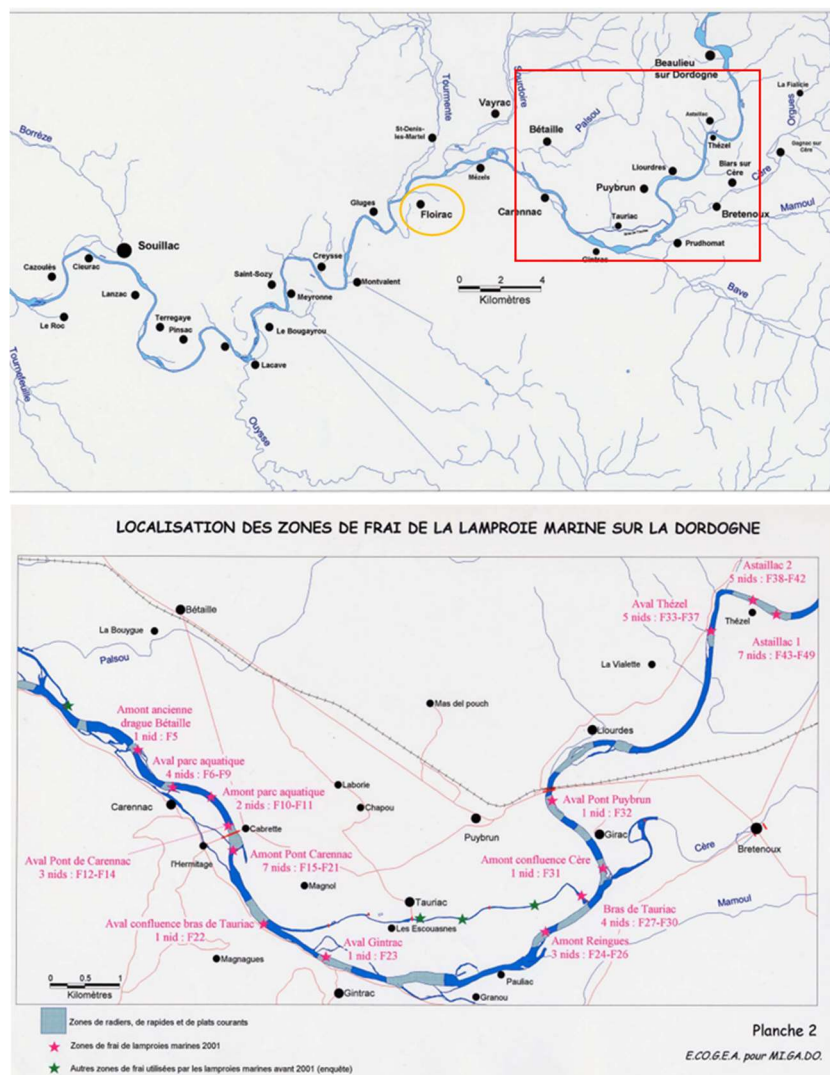 Beaulieu
sur Dordogne
La Fialicie
Orgues
Tourmente
Sourdoire
Vayrac
Palsou
Astaillac
Borrèze
St-Denis-
les-Martel
Bétaille
Thézel
Gagnac sur
Cère
Mézels
Liourdes
Biars sur
Cère
Cère
Puybrun
Mamoul
Gluges
Floirac
Carennac
Tauriac
Bretenoux
Souillac
Prudhomat
Gintrac
Creysse
Cazoulès
Cieurac
Saint-Sozy
Montvalent
0 2 4
Kilomètres
Bave
Lanzac
Meyronne
Le Roc
Terregaye
Pinsac
Le Bougayrou
Tournefeuille
Lacave
Ouysse
LOCALISATION DES ZONES DE FRAI DE LA LAMPROIE MARINE SUR LA DORDOGNE
Astaillac 2
5 nids : F38-F42
Bétaille
Aval Thézel
5 nids : F33-F37
Thézel
La Bouygue
Astaillac 1
7 nids : F43-F49
Palsou
La Vialette
Amont ancienne
drague Bétaille
1 nid : F5
Mas del pouch
Liourdes
Aval parc aquatique
4 nids : F6-F9
Laborie
Amont parc aquatique
2 nids : F10-F11
Carennac
Chapou
Aval Pont Puybrun
1 nid : F32
Cabrette
Puybrun
Girac
Bretenoux
Cère
Aval Pont de Carennac
3 nids : F12-F14
l'Hermitage
Amont Pont Carennac
7 nids : F15-F21
Amont confluence Cère
1 nid : F31
Magnol
Tauriac
Bras de Tauriac
4 nids : F27-F30
Mamoul
Aval confluence bras de Tauriac
1 nid : F22
Les Escouasnes
Amont Reingues
3 nids : F24-F26
Magnagues
Aval Gintrac
1 nid : F23
Pauliac
0 0.5 1
Kilomètres
Gintrac
Granou
Zones de radiers, de rapides et de plats courants
Planche 2
Zones de frai de lamproies marines 2001
E.CO.G.E.A. pour MI.GA.DO.
Autres zones de frai utilisées par les lamproies marines avant 2001 (enquête)